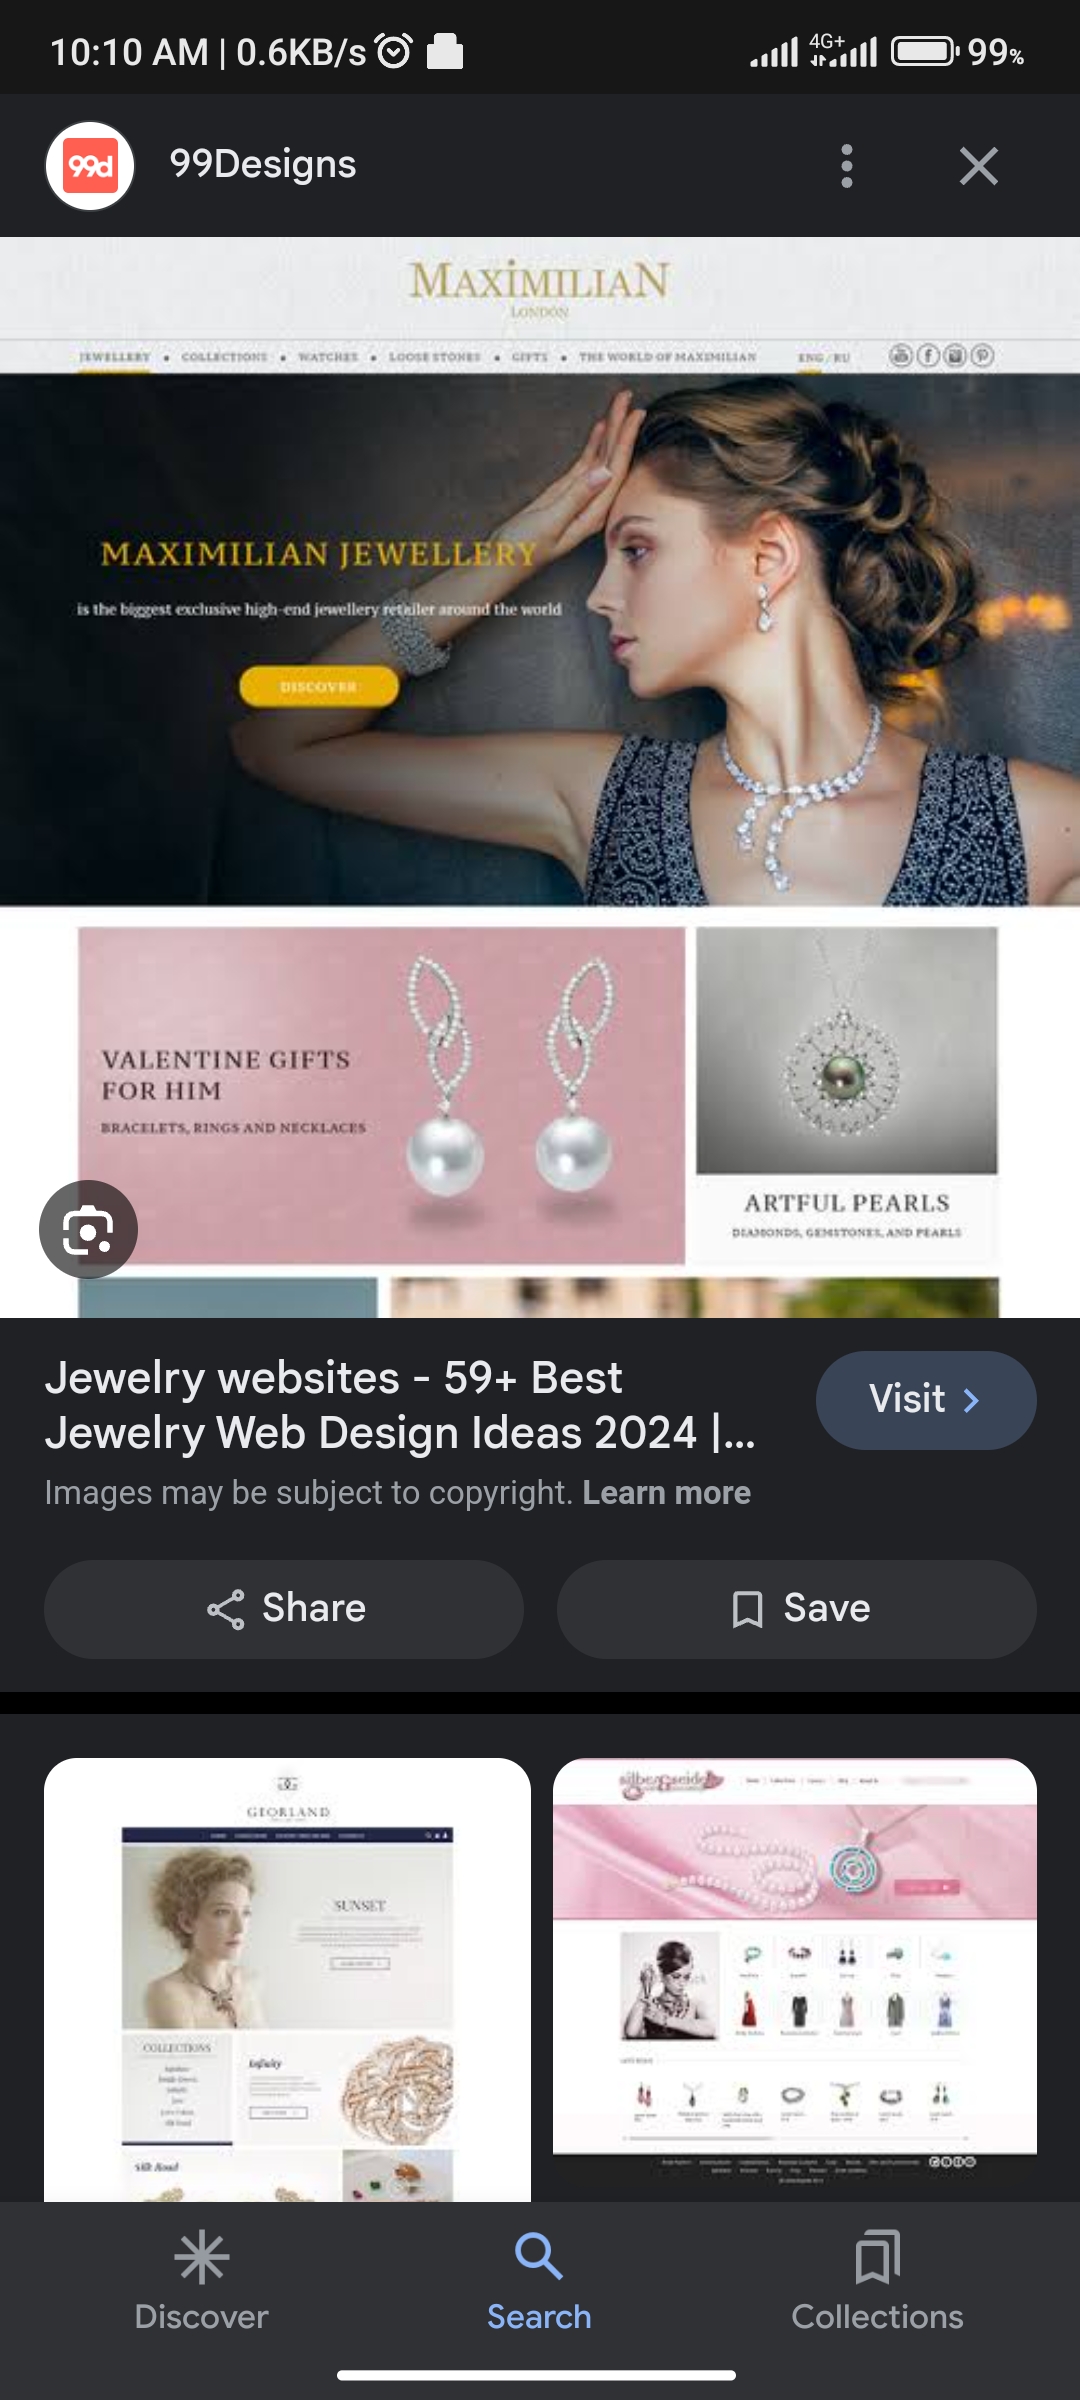 10:10 AM | 0.6KB/s
4G+
99%
99d
99Designs
MAXIMILIAN
LONDON
JEWELLERY • COLLECTIONS • WATCHES • LOOSE STONES • GIFTS • THE WORLD OF MAXIMILIAN
ENG / RU
MAXIMILIAN JEWELLERY
is the biggest exclusive high-end jewellery retailer around the world
DISCOVER
VALENTINE GIFTS
FOR HIM
BRACELETS, RINGS AND NECKLACES
ARTFUL PEARLS
DIAMONDS, GEMSTONES, AND PEARLS
Jewelry websites - 59+ Best
Jewelry Web Design Ideas 2024 |...
Visit
Images may be subject to copyright. Learn more
Share
Save
GEORLAND
SUNSET
COLLECTIONS
Infinity
Silk Road
silber&seide
Discover
Search
Collections